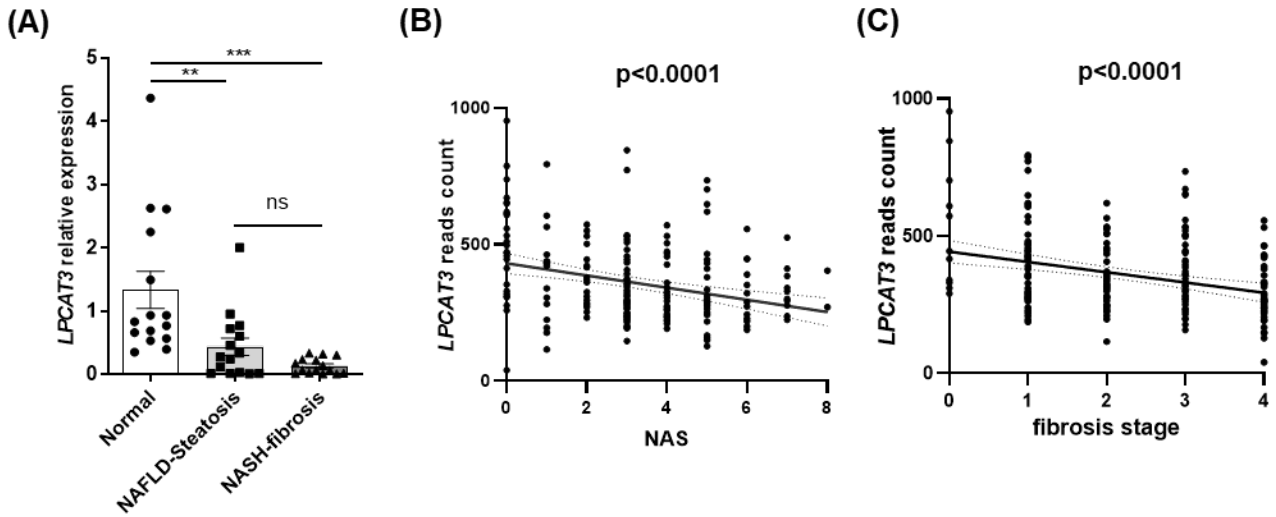 (A)
LPCAT3 relative expression
5
4
3
2
1
0
***
**
ns
Normal
NAFLD-Steatosis
NASH-fibrosis
(B)
p<0.0001
LPCAT3 reads count
1000
500
0
0 2 4 6 8
NAS
(C)
p<0.0001
LPCAT3 reads count
1000
500
0
0 1 2 3 4
fibrosis stage